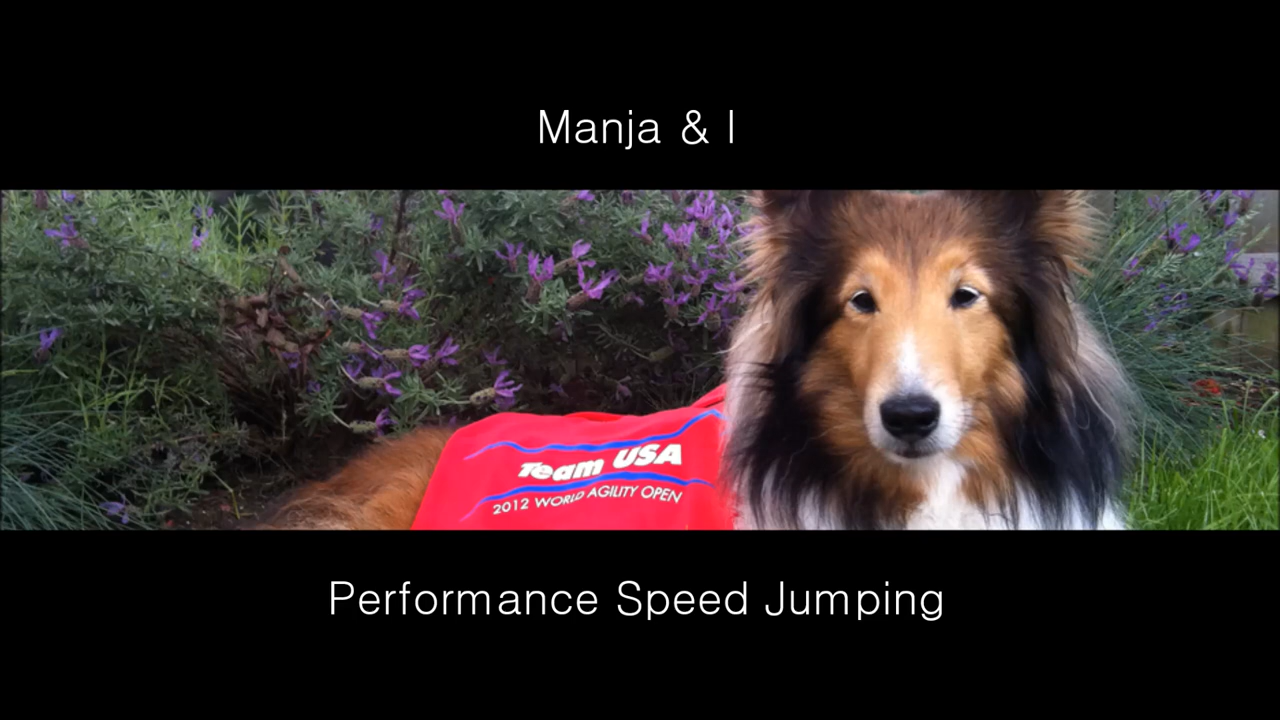 Manja & I
Team USA
2012 WORLD AGILITY OPEN
Performance Speed Jumping